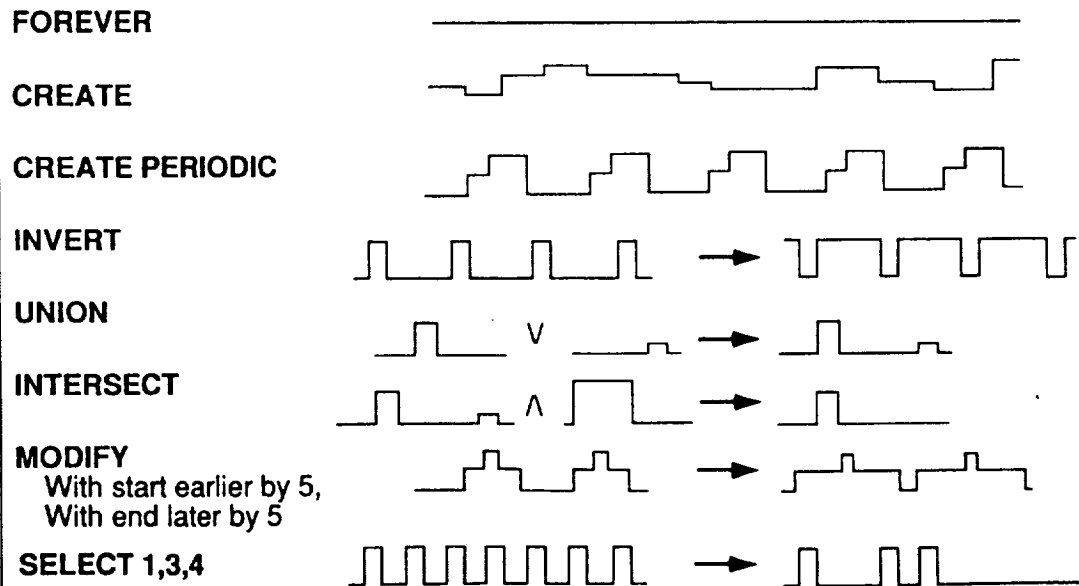 FOREVER
CREATE
CREATE PERIODIC
INVERT
UNION V
INTERSECT Λ
MODIFY
With start earlier by 5,
With end later by 5
SELECT 1,3,4